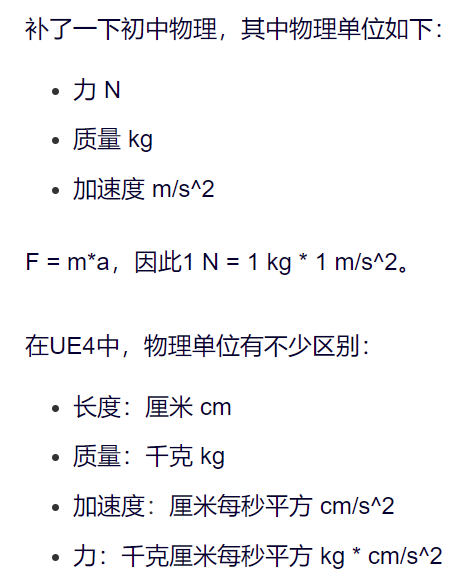 补了一下初中物理，其中物理单位如下：
• 力 N
• 质量 kg
• 加速度 m/s^2
F = m*a，因此1 N = 1 kg * 1 m/s^2。
在UE4中，物理单位有不少区别：
• 长度：厘米 cm
• 质量：千克 kg
• 加速度：厘米每秒平方 cm/s^2
• 力：千克厘米每秒平方 kg * cm/s^2